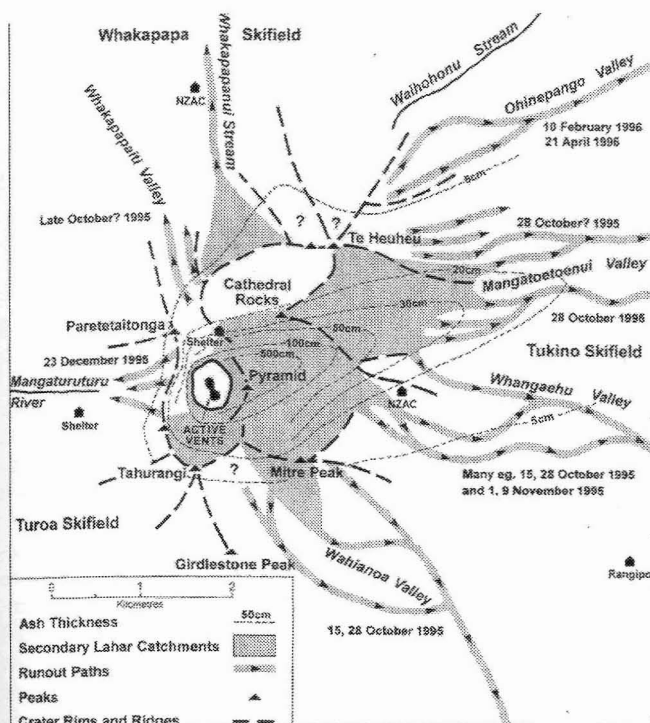 Whakapapa Skifield
NZAC
Whakapapaiti Valley
Whakapapanui Stream
Waihohonu Stream
Ohinepango Valley
10 February 1996
21 April 1996
5cm
Late October? 1995
? ?
Te Heuheu
28 October? 1995
Mangatoetoenui Valley
20cm
Cathedral
Rocks
30cm
28 October 1995
Paretetaitonga
Shelter
50cm
100cm
500cm
Tukino Skifield
23 December 1995
Mangaturuturu
River
Shelter
Pyramid
NZAC
Whangaehu Valley
5cm
ACTIVE
VENTS
Many eg. 15, 28 October 1995
and 1, 9 November 1995
Tahurangi
?
Mitre Peak
Turoa Skifield
Girdlestone Peak
Wahianoa Valley
15, 28 October 1995
0 1 2
Kilometres
Ash Thickness 50cm
Secondary Lahar Catchments
Runout Paths
Peaks
Crater Rims and Ridges